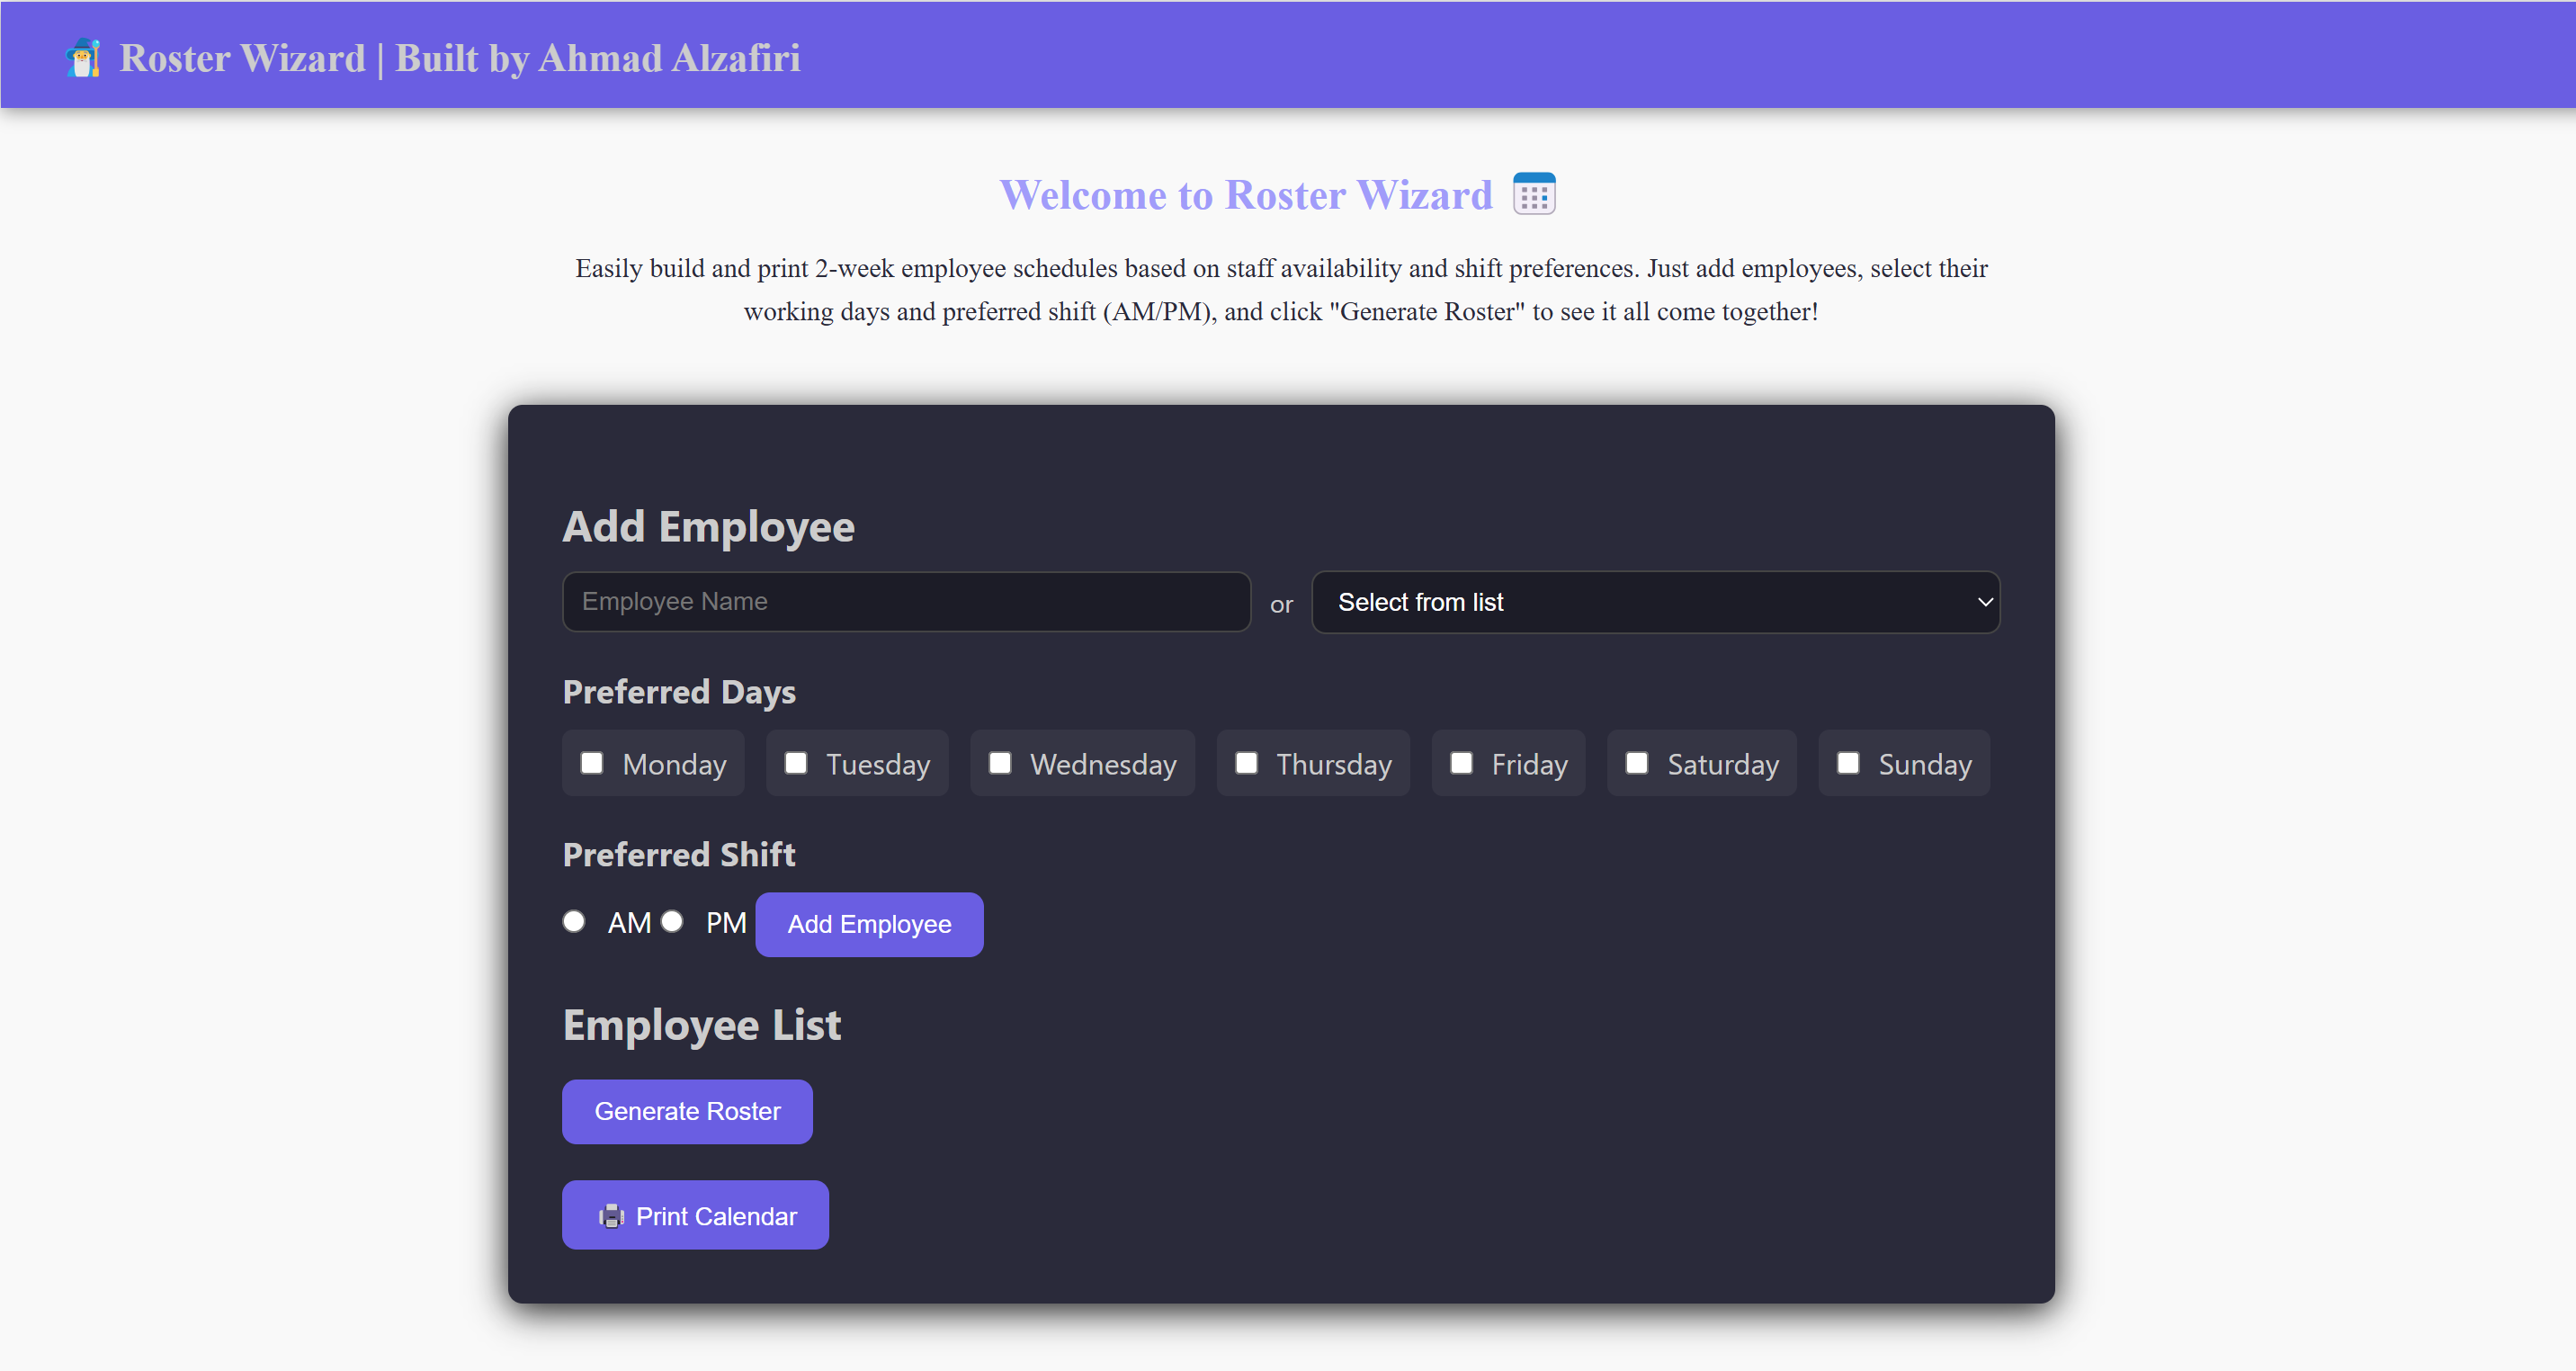 Roster Wizard | Built by Ahmad Alzafiri
Welcome to Roster Wizard
Easily build and print 2-week employee schedules based on staff availability and shift preferences. Just add employees, select their
working days and preferred shift (AM/PM), and click "Generate Roster" to see it all come together!
Add Employee
Employee Name or Select from list
Preferred Days
Monday Tuesday Wednesday Thursday Friday Saturday Sunday
Preferred Shift
AM PM Add Employee
Employee List
Generate Roster
Print Calendar